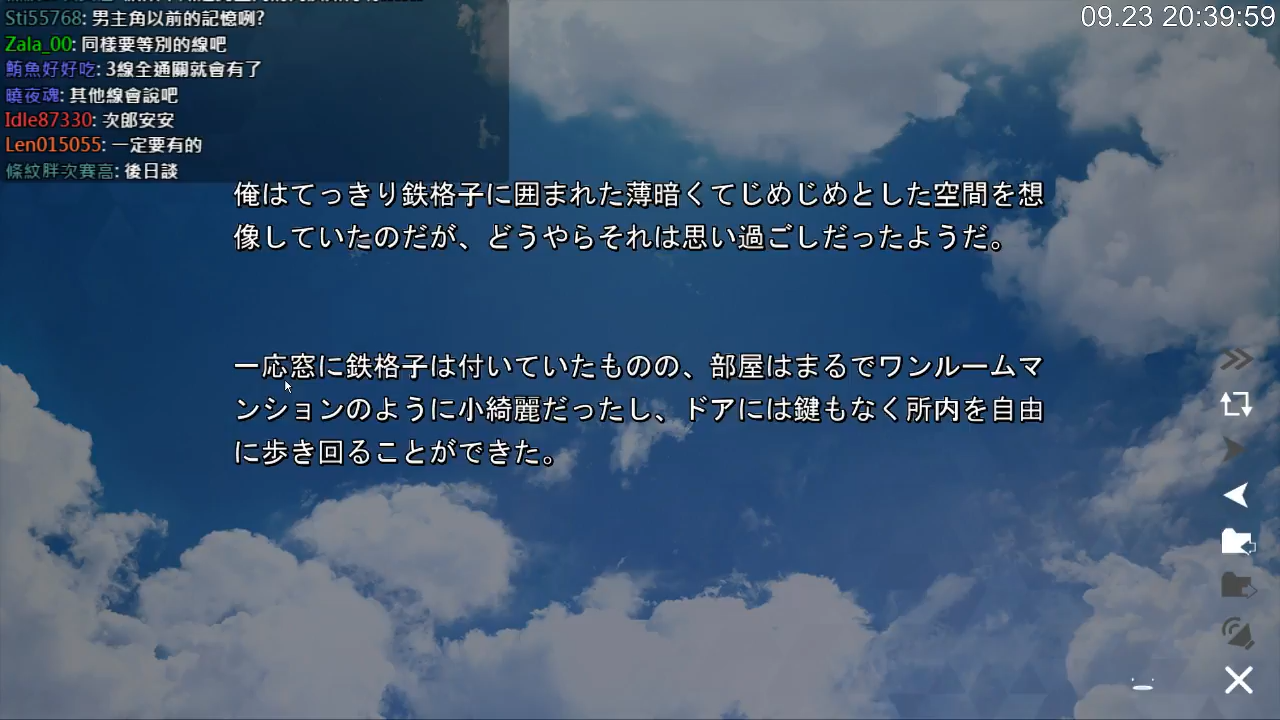 Sti55768: 男主角以前的記憶咧?
Zala_00: 同樣要等別的線吧
鮪魚好好吃: 3線全通關就會有了
曉夜魂: 其他線會說吧
Idle87330: 次郎安安
Len015055: 一定要有的
條紋胖次賽高: 後日談
09.23 20:39:59
俺はてっきり鉄格子に囲まれた薄暗くてじめじめとした空間を想
像していたのだが、どうやらそれは思い過ごしだったようだ。
一応窓に鉄格子は付いていたものの、部屋はまるでワンルームマ
ンションのように小綺麗だったし、ドアには鍵もなく所内を自由
に歩き回ることができた。